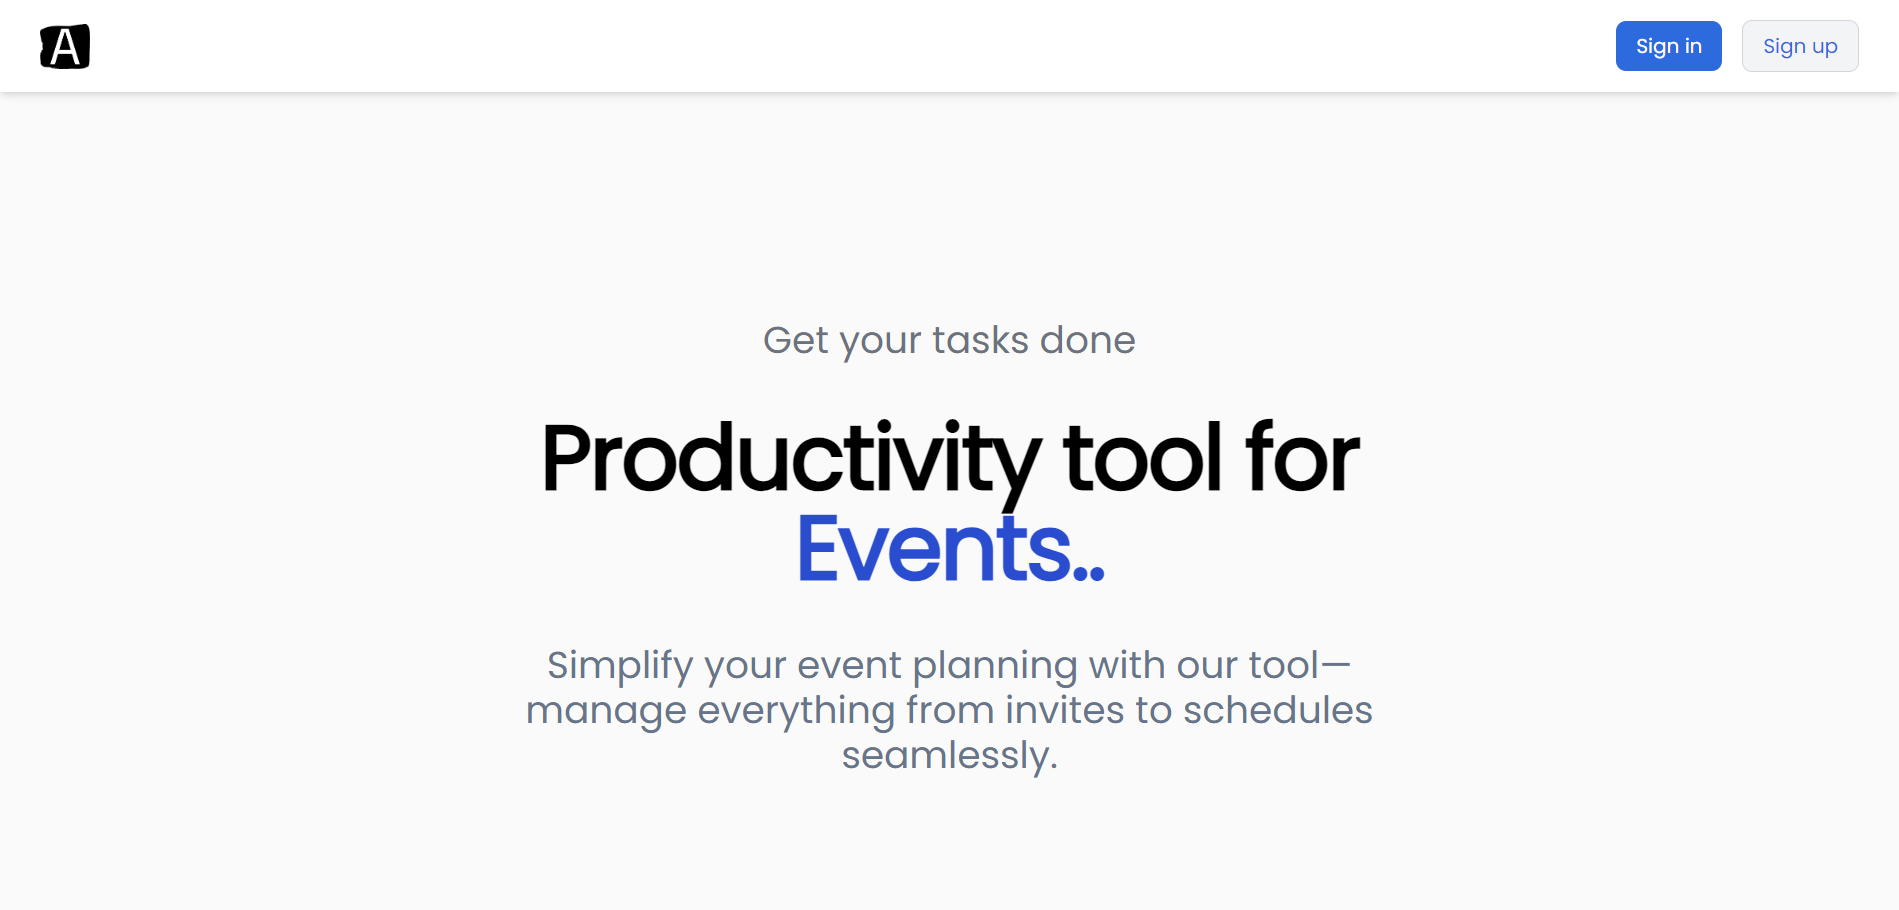 A
Sign in
Sign up
Get your tasks done
Productivity tool for
Events..
Simplify your event planning with our tool—
manage everything from invites to schedules
seamlessly.